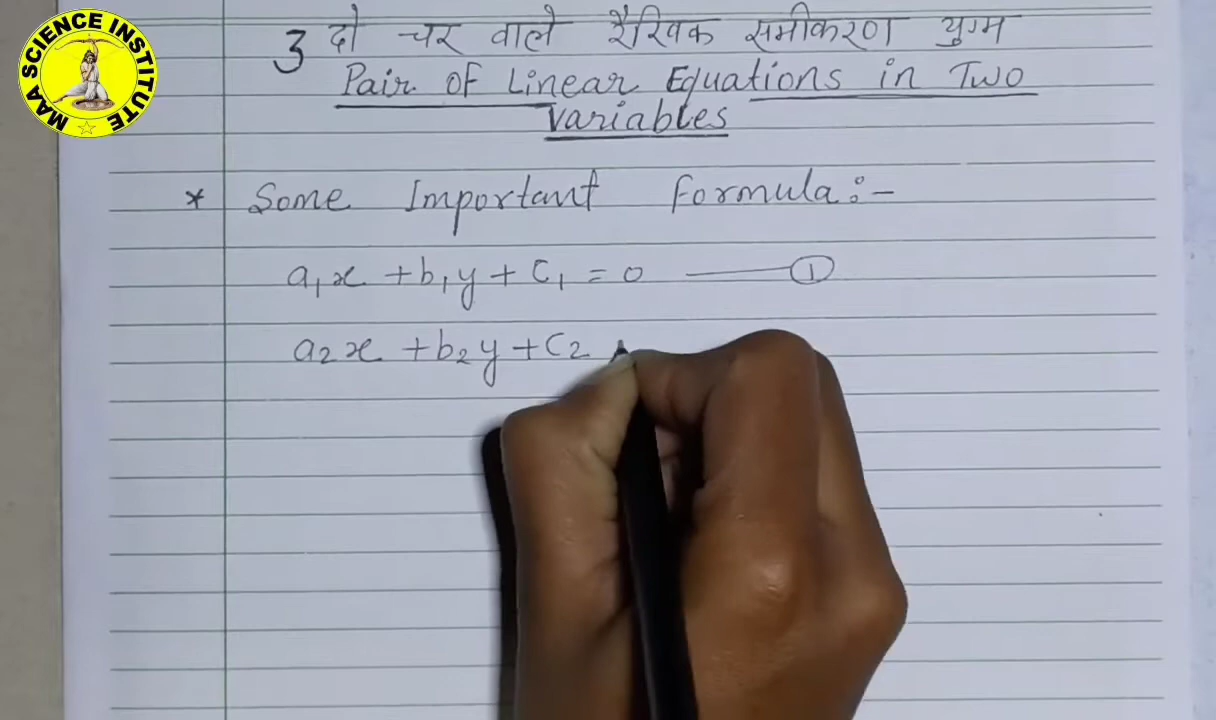 MAA SCIENCE INSTITUTE
3 दो चर वाले रैखिक समीकरण युग्म
Pair of Linear Equations in Two
Variables
* Some Important Formula:-
a₁x + b₁y + c₁ = 0 —— ①
a₂x + b₂y + c₂